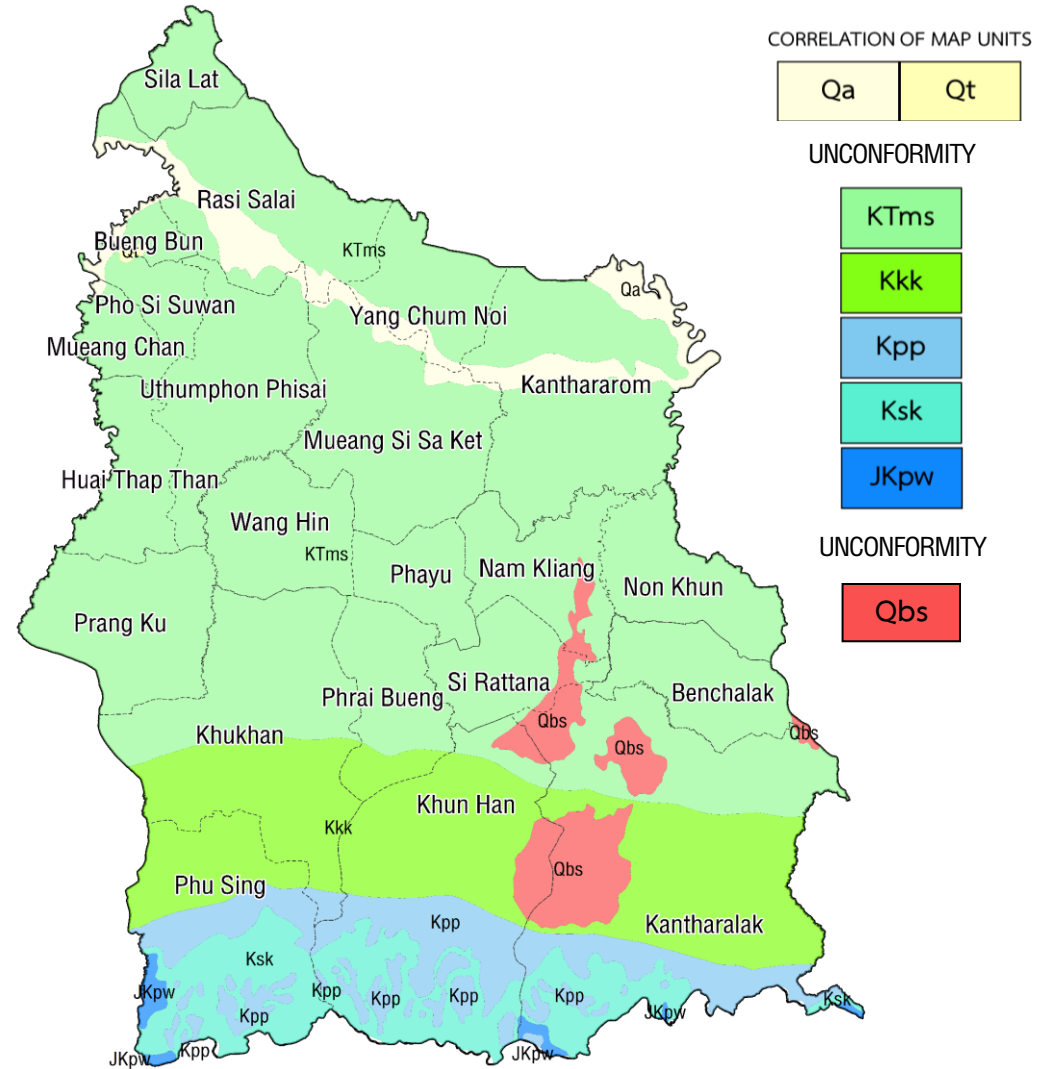 CORRELATION OF MAP UNITS
Qa Qt
UNCONFORMITY
KTms
Kkk
Kpp
Ksk
JKpw
UNCONFORMITY
Qbs
Sila Lat
Rasi Salai
Bueng Bun
KTms
Qa
Pho Si Suwan
Yang Chum Noi
Mueang Chan
Uthumphon Phisai
Kanthararom
Mueang Si Sa Ket
Huai Thap Than
Wang Hin
KTms
Phayu
Nam Kliang
Non Khun
Prang Ku
Phrai Bueng
Si Rattana
Benchalak
Qbs
Khukhan
Qbs
Qbs
Khun Han
Kkk
Qbs
Phu Sing
Kpp
Kantharalak
Ksk
JKpw
Kpp
Kpp
Kpp
Kpp
Ksk
Kpp
JKpw
JKpw
Kpp
JKpw